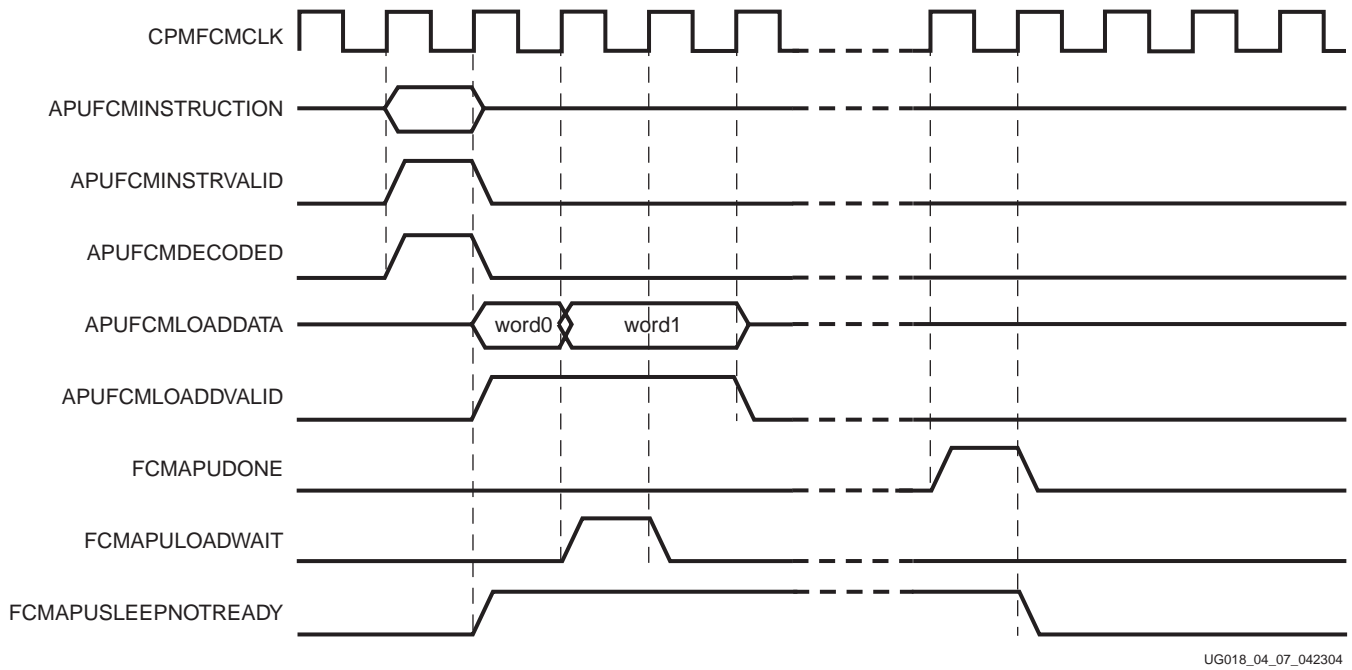 CPMFCMCLK
APUFCMINSTRUCTION
APUFCMINSTRVALID
APUFCMDECODED
APUFCMLOADDATA
word0 word1
APUFCMLOADDVALID
FCMAPUDONE
FCMAPULOADWAIT
FCMAPUSLEEPNOTREADY
UG018_04_07_042304